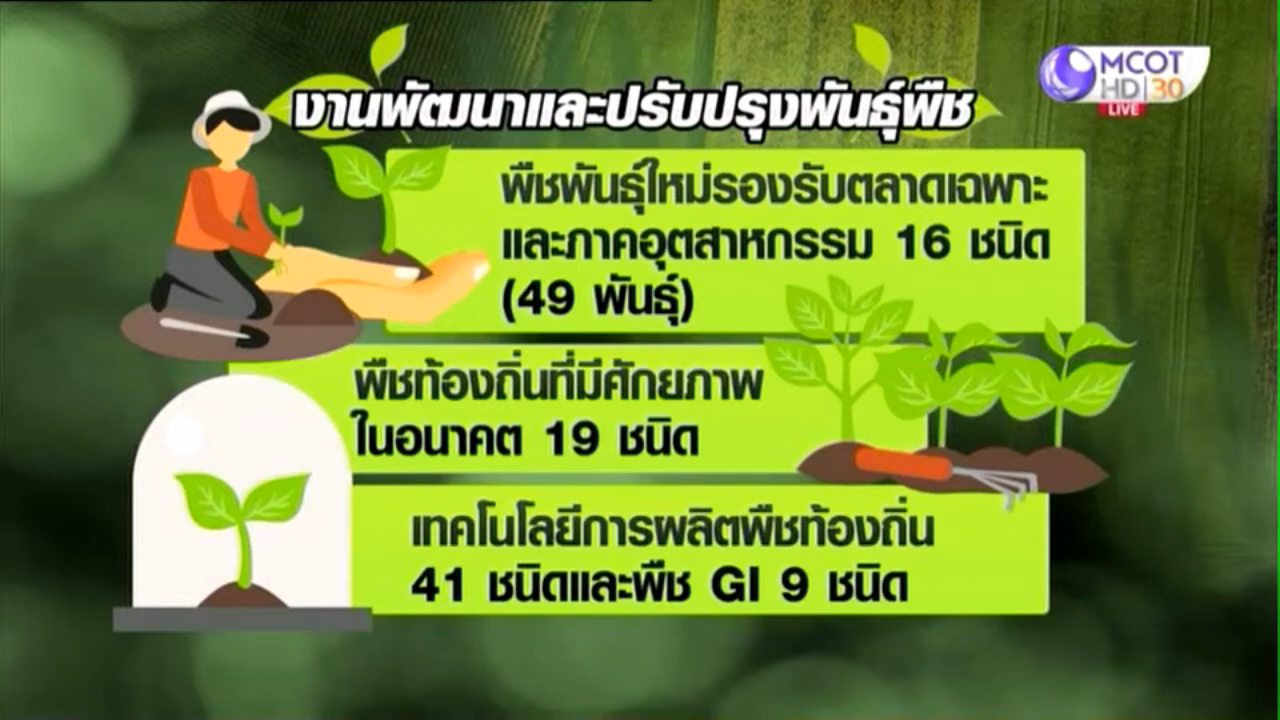 งานพัฒนาและปรับปรุงพันธุ์พืช
MCOT
HD 30
LIVE
พืชพันธุ์ใหม่รองรับตลาดเฉพาะ
และภาคอุตสาหกรรม 16 ชนิด
(49 พันธุ์)
พืชท้องถิ่นที่มีศักยภาพ
ในอนาคต 19 ชนิด
เทคโนโลยีการผลิตพืชท้องถิ่น
41 ชนิดและพืช GI 9 ชนิด